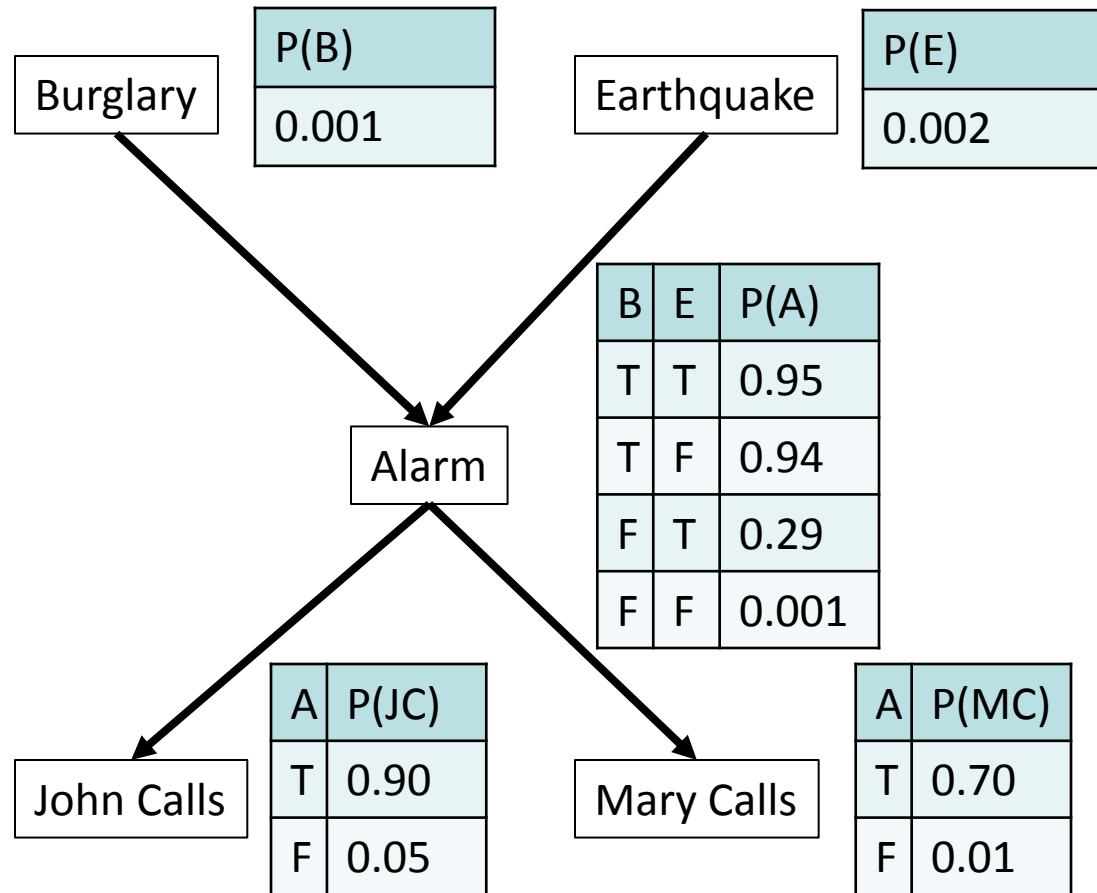 Burglary
P(B)
0.001
Earthquake
P(E)
0.002
B E P(A)
T T 0.95
T F 0.94
F T 0.29
F F 0.001
Alarm
John Calls
A P(JC)
T 0.90
F 0.05
Mary Calls
A P(MC)
T 0.70
F 0.01